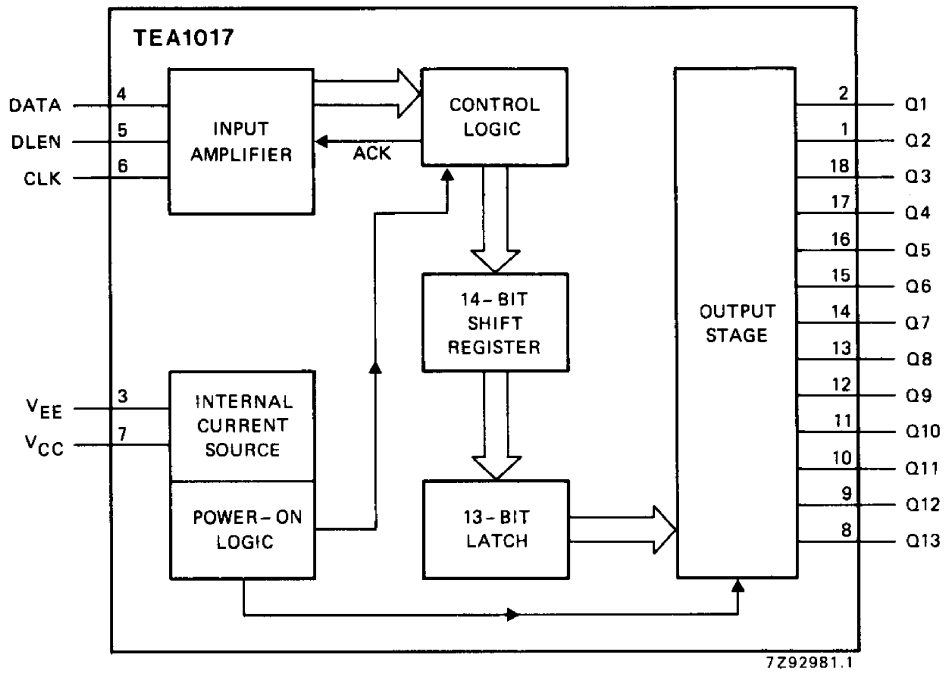 TEA1017
DATA
4
DLEN
5
CLK
6
INPUT
AMPLIFIER
ACK
CONTROL
LOGIC
14-BIT
SHIFT
REGISTER
VEE
3
VCC
7
INTERNAL
CURRENT
SOURCE
POWER-ON
LOGIC
13-BIT
LATCH
OUTPUT
STAGE
2 Q1
1 Q2
18 Q3
17 Q4
16 Q5
15 Q6
14 Q7
13 Q8
12 Q9
11 Q10
10 Q11
9 Q12
8 Q13
7Z92981.1